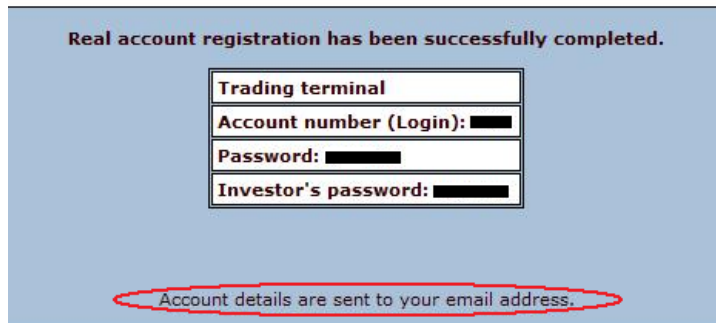 Real account registration has been successfully completed.
Trading terminal
Account number (Login):
Password:
Investor's password:
Account details are sent to your email address.